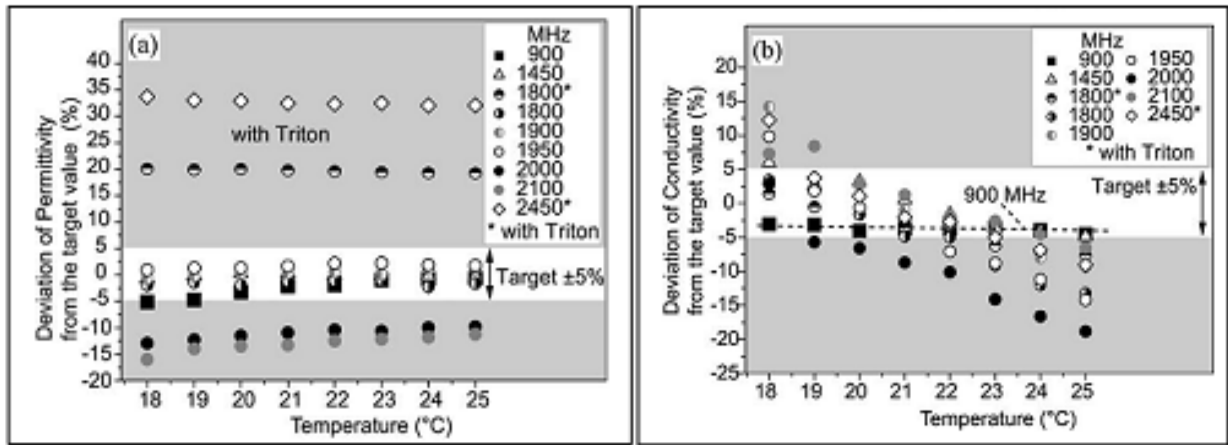 (a)
MHz
900
1450
1800*
1800
1900
1950
2000
2100
2450*
* with Triton
with Triton
Target ±5%
Deviation of Permittivity
from the target value (%)
40
35
30
25
20
15
10
5
0
-5
-10
-15
-20
18 19 20 21 22 23 24 25
Temperature (°C)
(b)
MHz
900 1950
1450 2000
1800* 2100
1800 2450*
1900
* with Triton
Target ±5%
900 MHz
Deviation of Conductivity
from the target value (%)
25
20
15
10
5
0
-5
-10
-15
-20
-25
18 19 20 21 22 23 24 25
Temperature (°C)